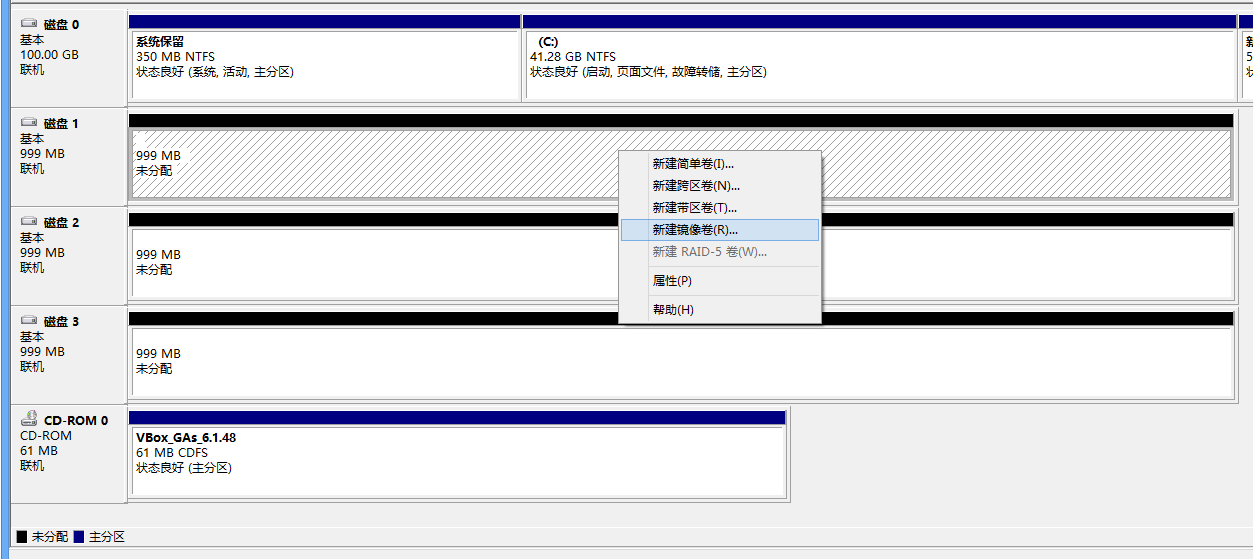 磁盘 0
基本
100.00 GB
联机
系统保留
350 MB NTFS
状态良好 (系统, 活动, 主分区)
(C:)
41.28 GB NTFS
状态良好 (启动, 页面文件, 故障转储, 主分区)
磁盘 1
基本
999 MB
联机
999 MB
未分配
新建简单卷(I)...
新建跨区卷(N)...
新建带区卷(T)...
新建镜像卷(R)...
新建 RAID-5 卷(W)...
属性(P)
帮助(H)
磁盘 2
基本
999 MB
联机
999 MB
未分配
磁盘 3
基本
999 MB
联机
999 MB
未分配
CD-ROM 0
CD-ROM
61 MB
联机
VBox_GAs_6.1.48
61 MB CDFS
状态良好 (主分区)
未分配 主分区